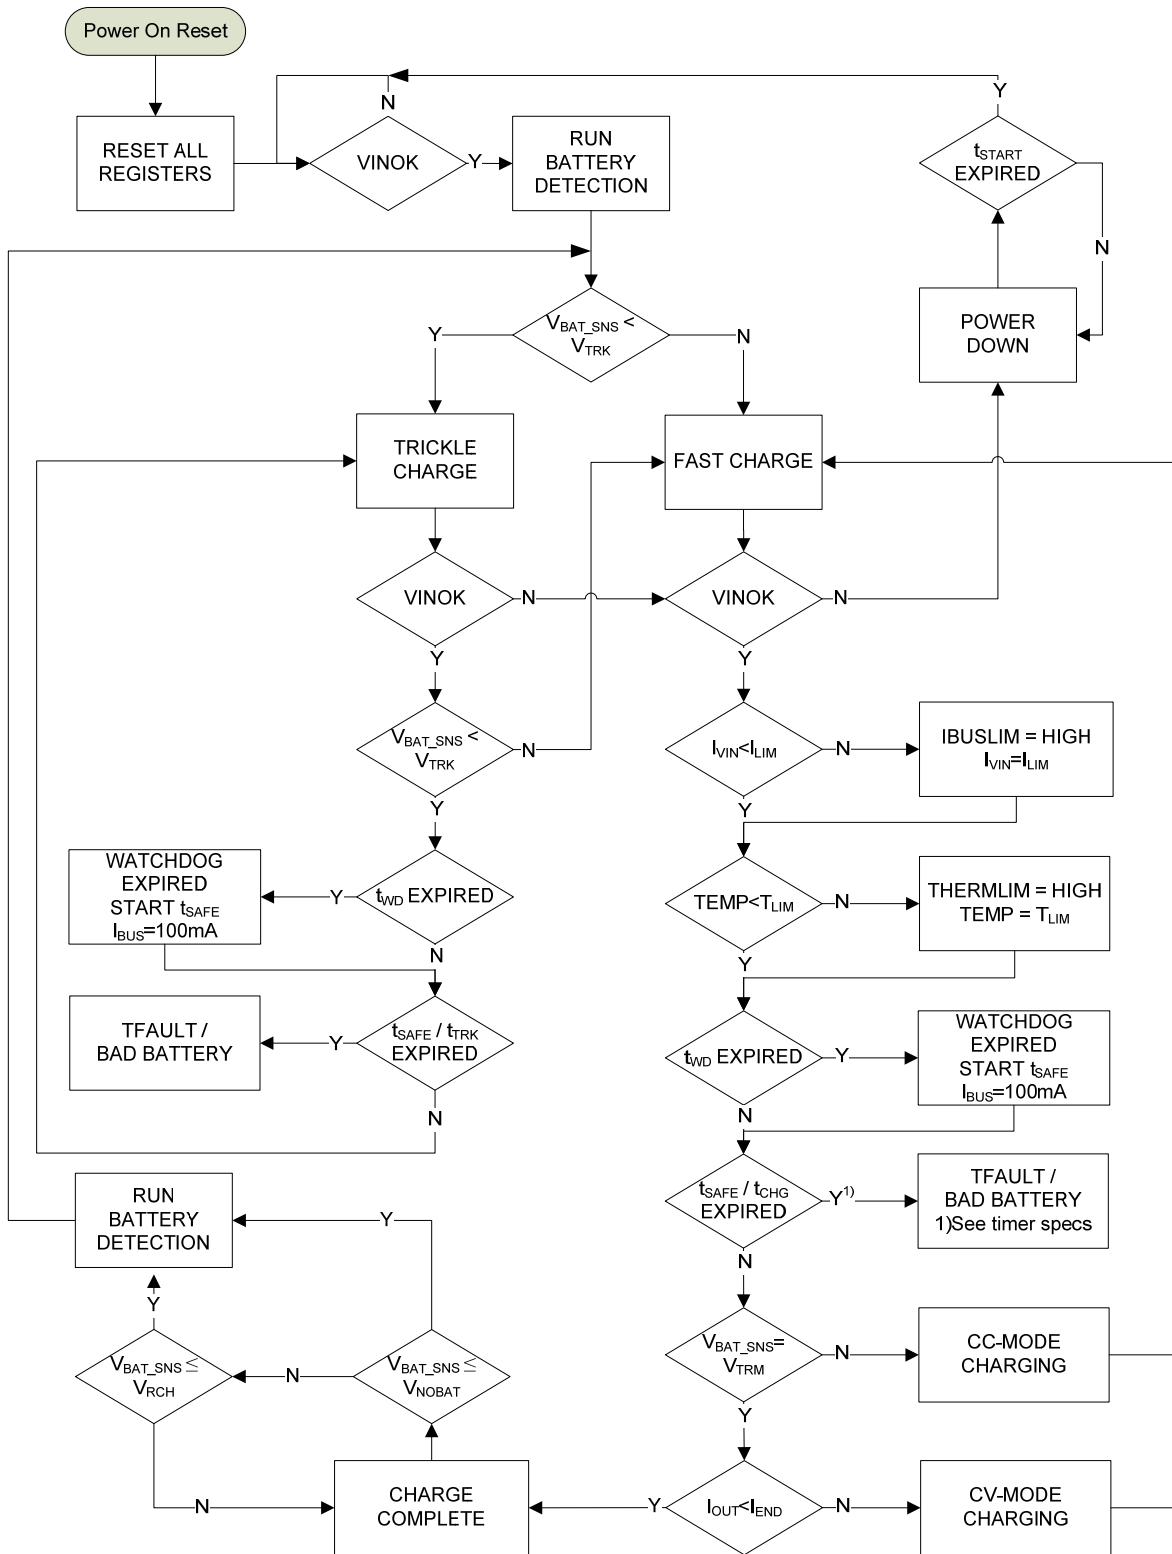 Power On Reset
RESET ALL
REGISTERS
N
VINOK
Y
RUN
BATTERY
DETECTION
Y
tSTART
EXPIRED
N
POWER
DOWN
VBAT_SNS <
VTRK
Y
N
TRICKLE
CHARGE
FAST CHARGE
VINOK
N
VINOK
N
Y
Y
VBAT_SNS <
VTRK
N
IVIN<ILIM
N
IBUSLIM = HIGH
IVIN=ILIM
Y
Y
WATCHDOG
EXPIRED
START tSAFE
IBUS=100mA
Y
tWD EXPIRED
TEMP<TLIM
N
THERMLIM = HIGH
TEMP = TLIM
N
Y
TFAULT /
BAD BATTERY
Y
tSAFE / tTRK
EXPIRED
tWD EXPIRED
Y
WATCHDOG
EXPIRED
START tSAFE
IBUS=100mA
N
N
RUN
BATTERY
DETECTION
Y
tSAFE / tCHG
EXPIRED
Y1)
TFAULT /
BAD BATTERY
1)See timer specs
Y
N
VBAT_SNS ≤
VRCH
N
VBAT_SNS ≤
VNOBAT
VBAT_SNS=
VTRM
N
CC-MODE
CHARGING
Y
N
CHARGE
COMPLETE
Y
IOUT<IEND
N
CV-MODE
CHARGING